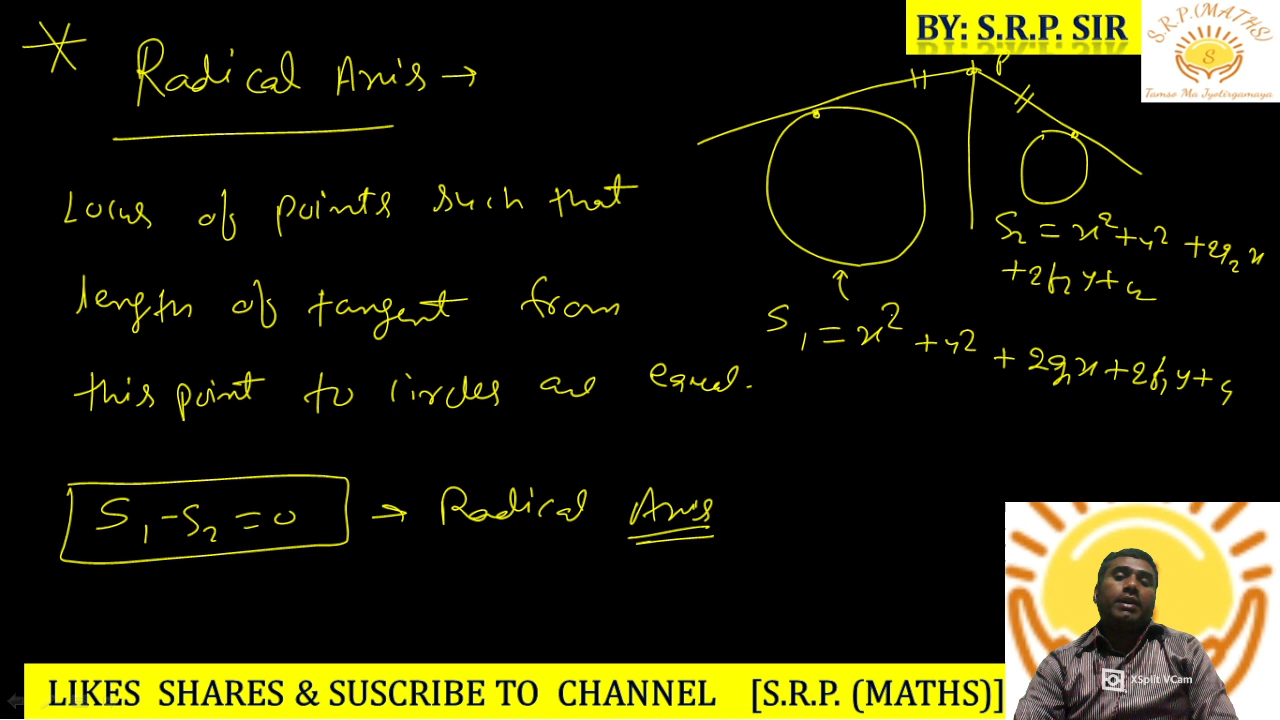 BY: S.R.P. SIR
S.R.P.(MATHS)
S
Tamso Ma Jyotirgamaya
* Radical Axis →
P
Locus of points such that
length of tangent from
this point to circles are equal.
S₂ = x² + y² + 2g₂x
+ 2f₂y + c₂
S₁ = x² + y² + 2g₁x + 2f₁y + c₁
S₁ - S₂ = 0 → Radical Axis
XSplit VCam
LIKES SHARES & SUSCRIBE TO CHANNEL [S.R.P. (MATHS)]